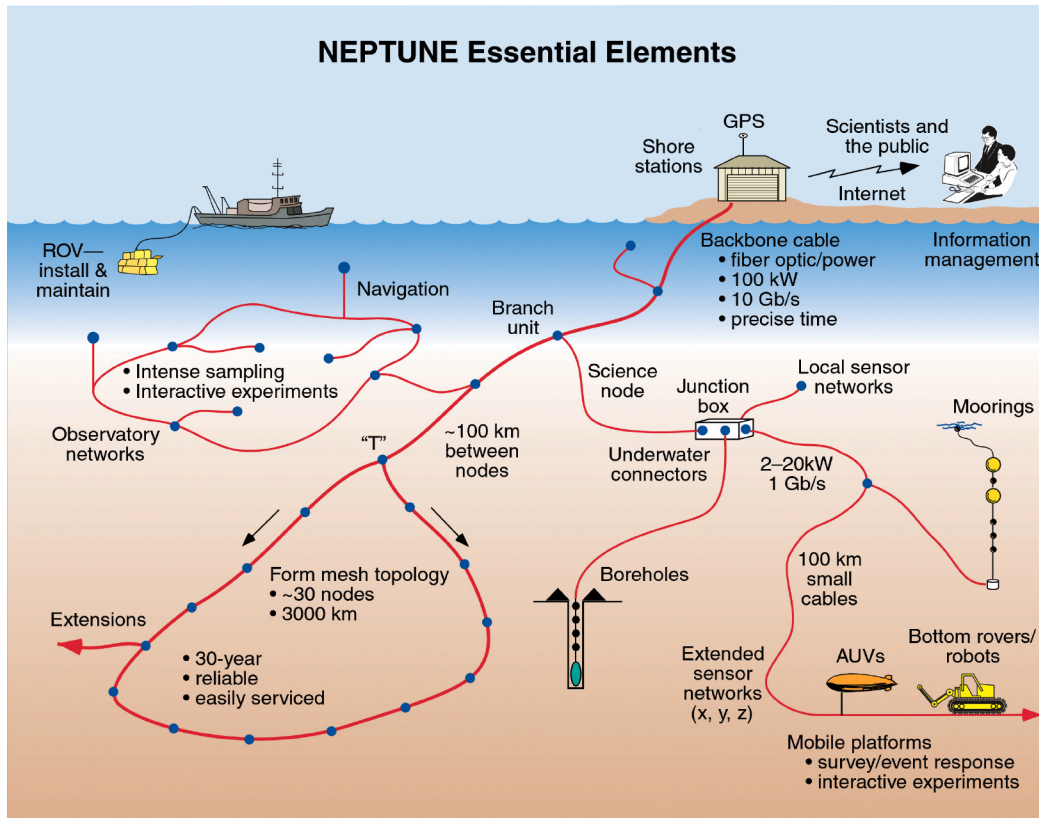 NEPTUNE Essential Elements
GPS
Shore
stations
Scientists and
the public
Internet
Information
management
ROV—
install &
maintain
Navigation
Backbone cable
• fiber optic/power
• 100 kW
• 10 Gb/s
• precise time
Branch
unit
• Intense sampling
• Interactive experiments
Observatory
networks
Science
node
Junction
box
Local sensor
networks
Moorings
“T”
~100 km
between
nodes
Underwater
connectors
2–20kW
1 Gb/s
Form mesh topology
• ~30 nodes
• 3000 km
Boreholes
100 km
small
cables
Extensions
• 30-year
• reliable
• easily serviced
Extended
sensor
networks
(x, y, z)
AUVs
Bottom rovers/
robots
Mobile platforms
• survey/event response
• interactive experiments